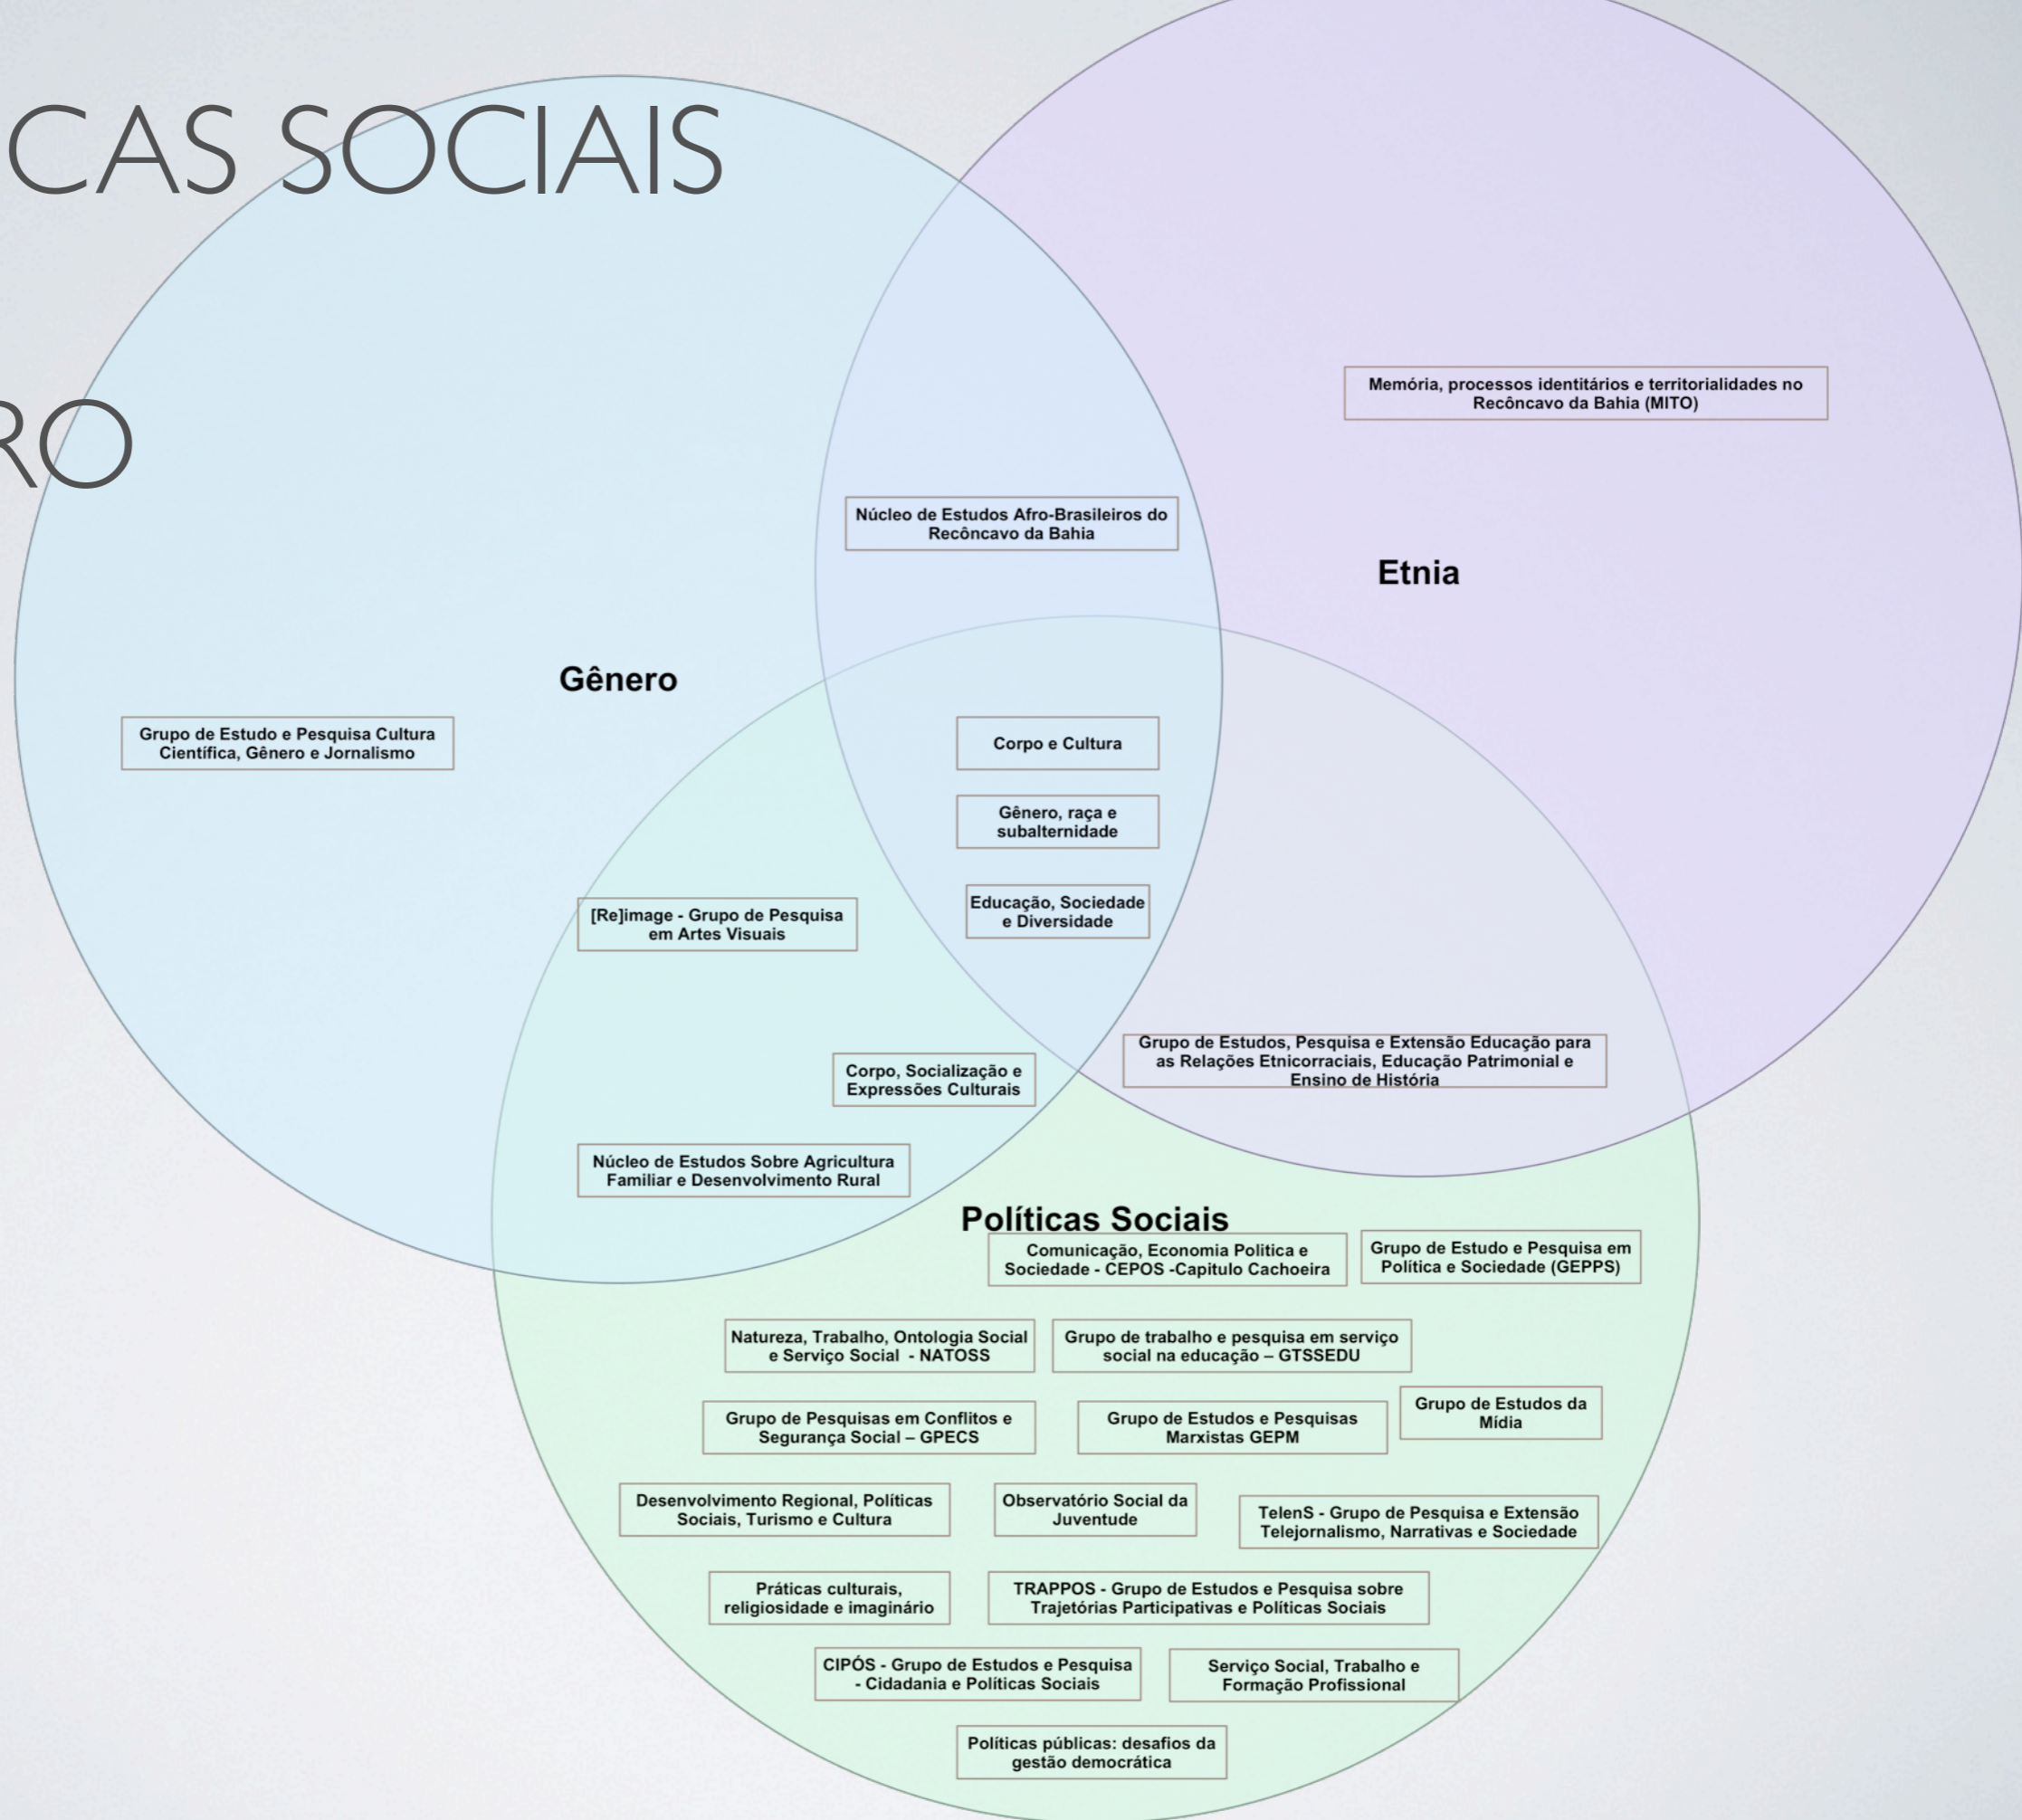 CAS SOCIAIS
RO
Memória, processos identitários e territorialidades no
Recôncavo da Bahia (MITO)
Núcleo de Estudos Afro-Brasileiros do
Recôncavo da Bahia
Etnia
Gênero
Grupo de Estudo e Pesquisa Cultura
Científica, Gênero e Jornalismo
Corpo e Cultura
Gênero, raça e
subalternidade
Educação, Sociedade
e Diversidade
[Re]image - Grupo de Pesquisa
em Artes Visuais
Corpo, Socialização e
Expressões Culturais
Grupo de Estudos, Pesquisa e Extensão Educação para
as Relações Etnicorraciais, Educação Patrimonial e
Ensino de História
Núcleo de Estudos Sobre Agricultura
Familiar e Desenvolvimento Rural
Políticas Sociais
Comunicação, Economia Politica e
Sociedade - CEPOS -Capitulo Cachoeira
Grupo de Estudo e Pesquisa em
Política e Sociedade (GEPPS)
Natureza, Trabalho, Ontologia Social
e Serviço Social - NATOSS
Grupo de trabalho e pesquisa em serviço
social na educação – GTSSEDU
Grupo de Pesquisas em Conflitos e
Segurança Social – GPECS
Grupo de Estudos e Pesquisas
Marxistas GEPM
Grupo de Estudos da
Mídia
Desenvolvimento Regional, Políticas
Sociais, Turismo e Cultura
Observatório Social da
Juventude
TelenS - Grupo de Pesquisa e Extensão
Telejornalismo, Narrativas e Sociedade
Práticas culturais,
religiosidade e imaginário
TRAPPOS - Grupo de Estudos e Pesquisa sobre
Trajetórias Participativas e Políticas Sociais
CIPÓS - Grupo de Estudos e Pesquisa
- Cidadania e Políticas Sociais
Serviço Social, Trabalho e
Formação Profissional
Políticas públicas: desafios da
gestão democrática